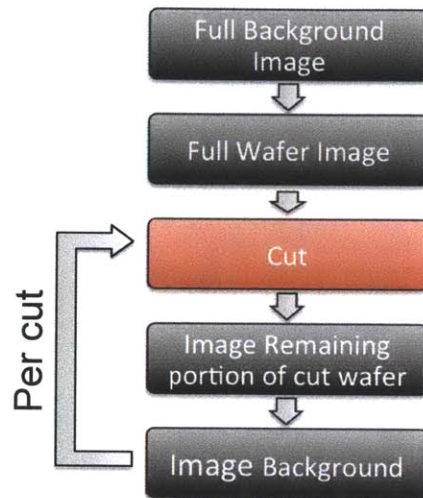 Full Background
Image
Full Wafer Image
Cut
Image Remaining
portion of cut wafer
Image Background
Per cut